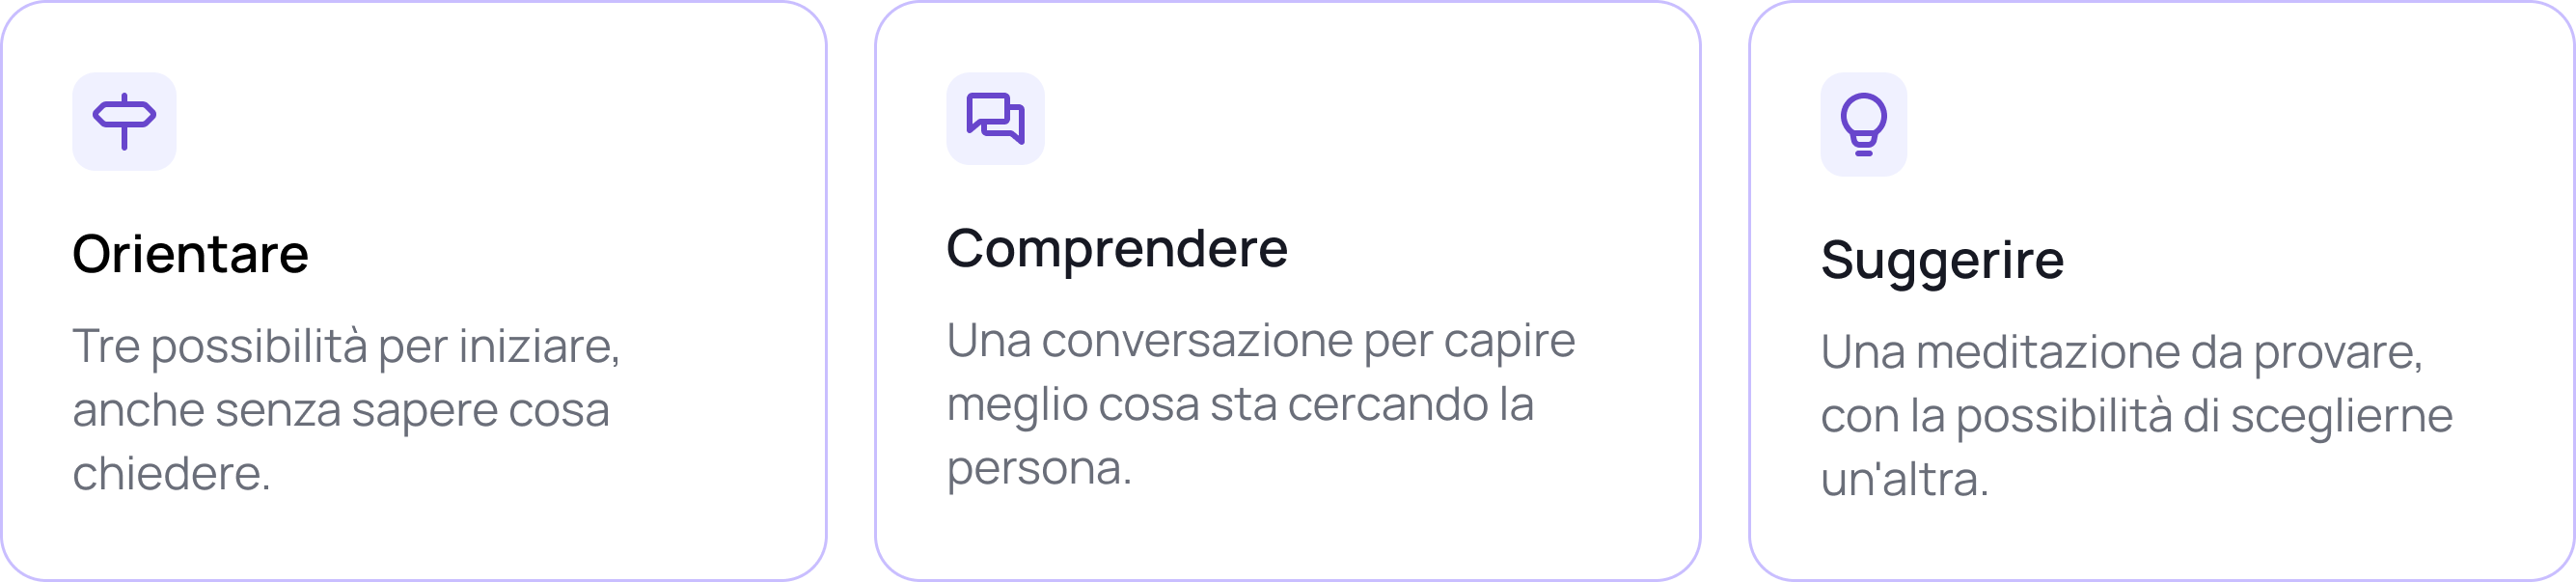 Orientare
Tre possibilità per iniziare,
anche senza sapere cosa
chiedere.
Comprendere
Una conversazione per capire
meglio cosa sta cercando la
persona.
Suggerire
Una meditazione da provare,
con la possibilità di sceglierne
un'altra.